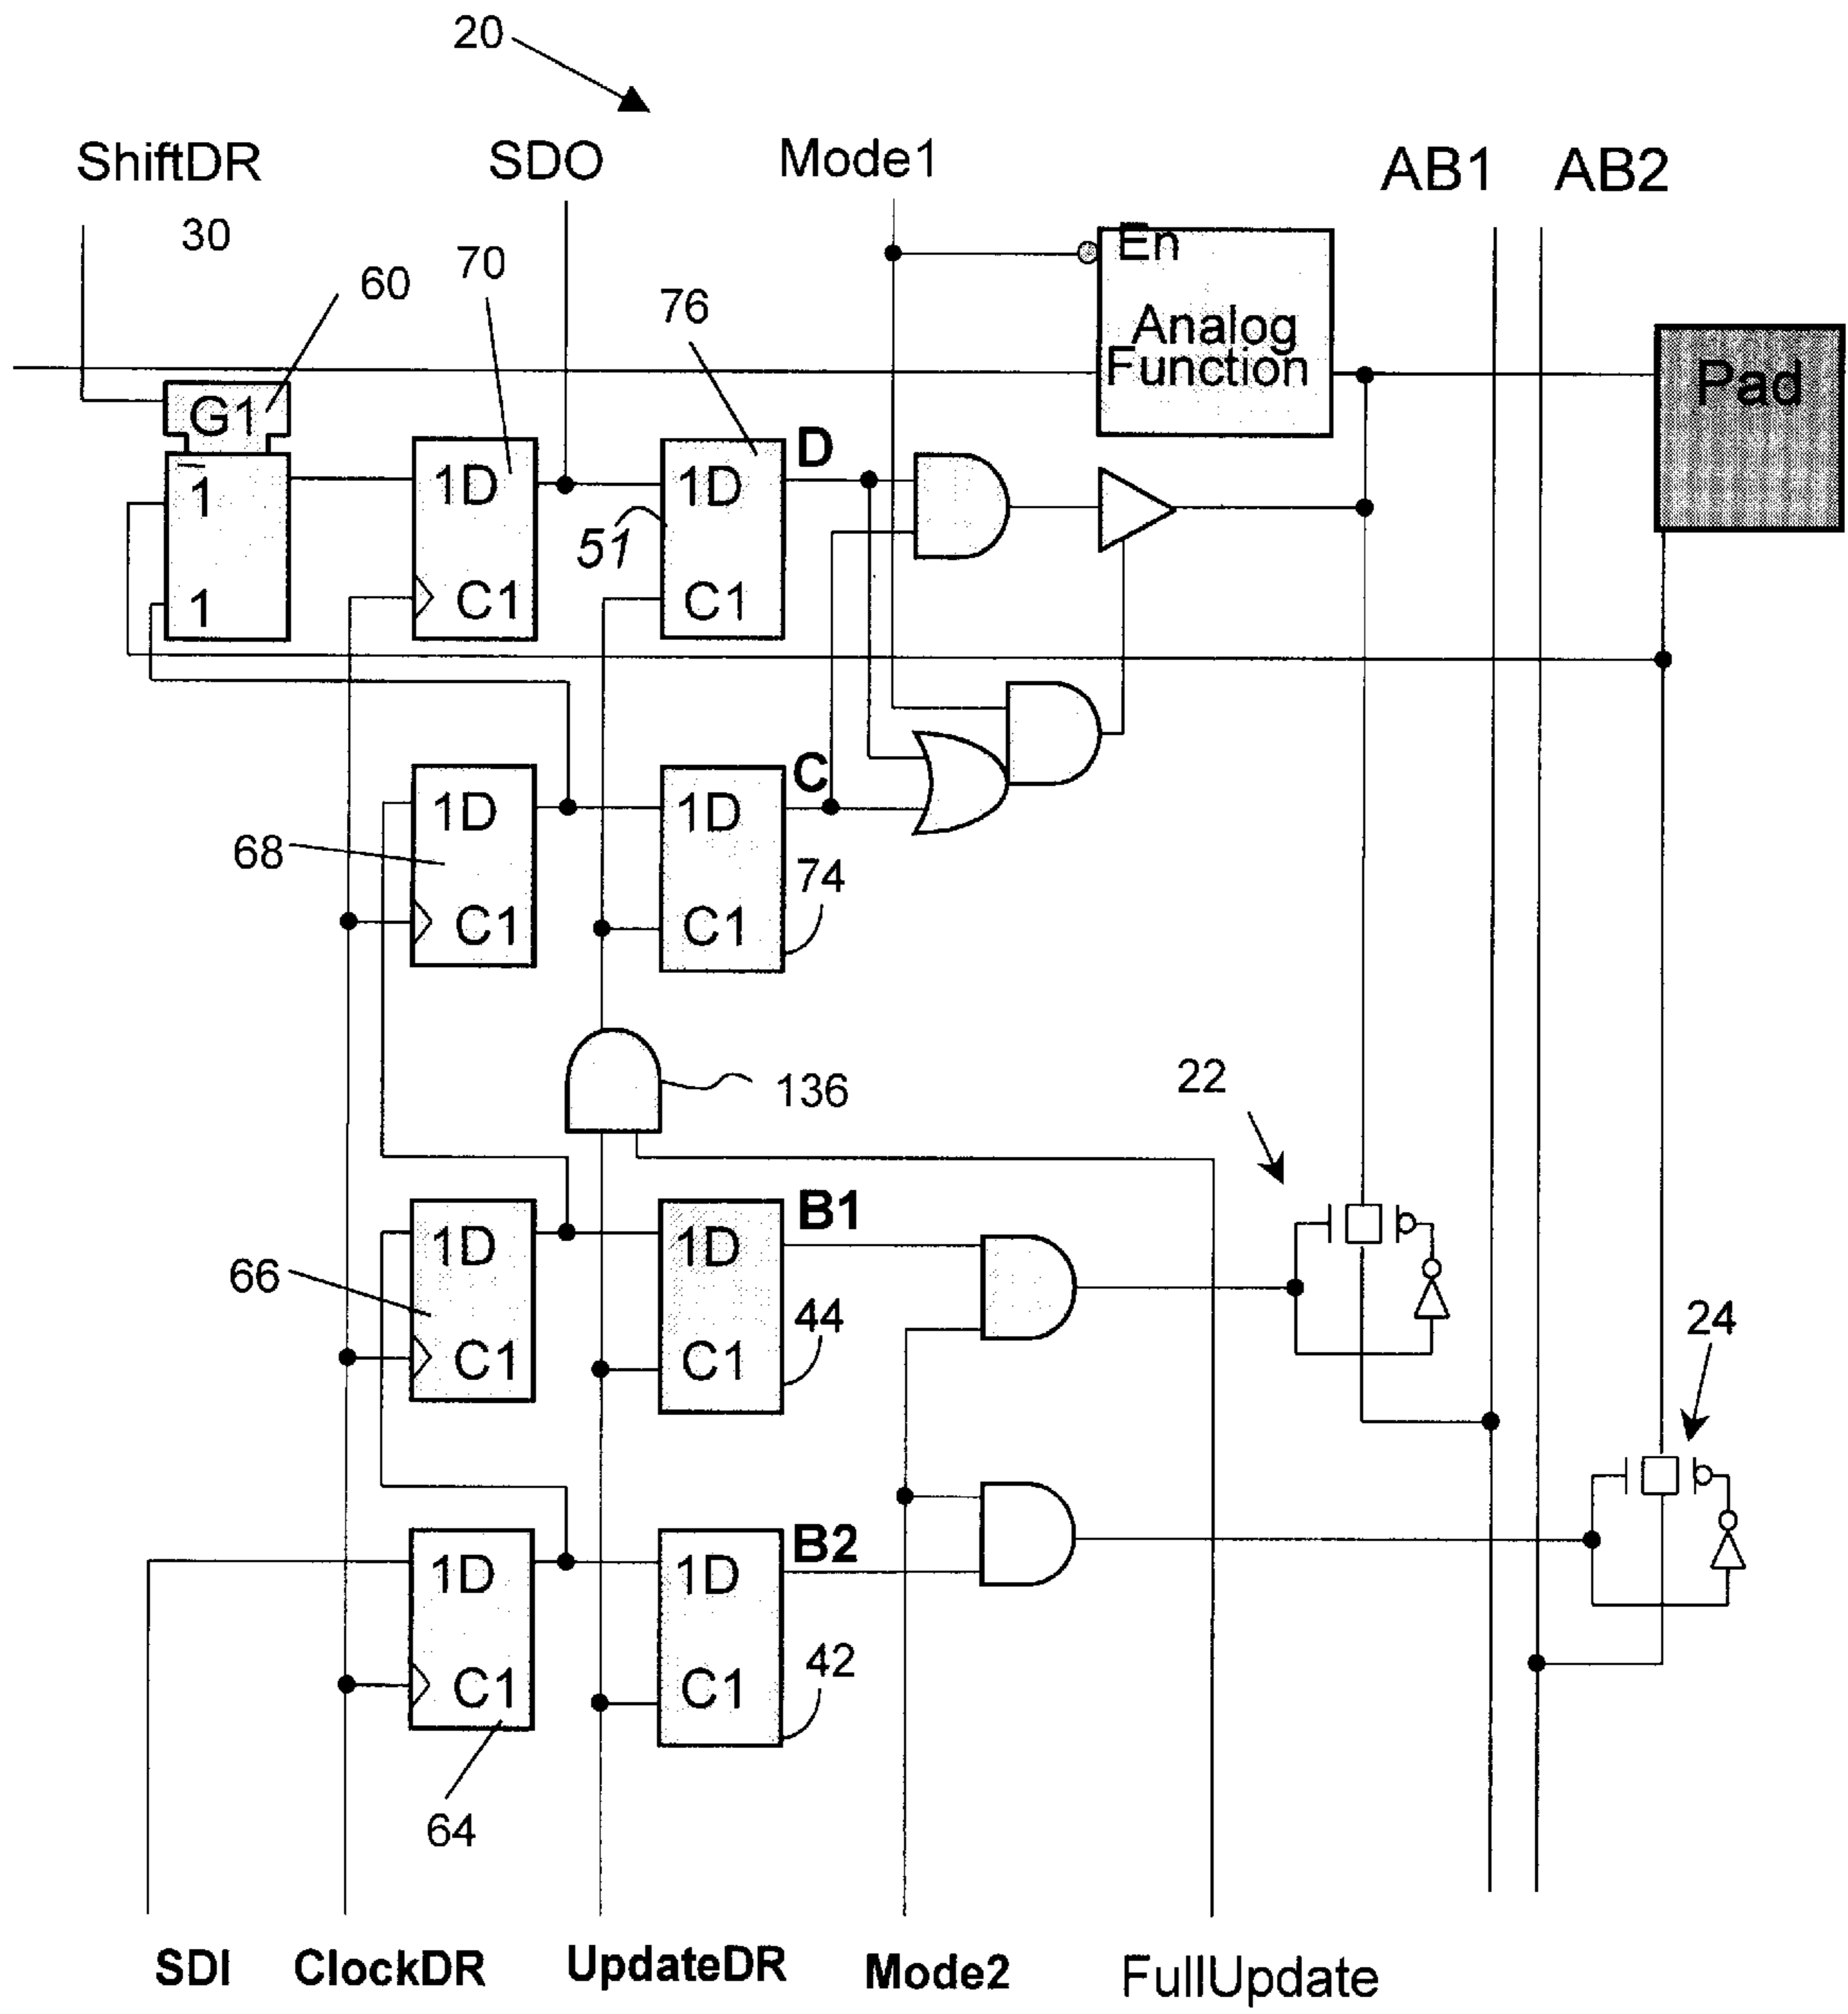 20
ShiftDR SDO Mode1 AB1 AB2
30
60
70
76
En
Analog
Function
Pad
G1
1
1
1D
C1
51
1D
C1
D
68
1D
C1
1D
C1
C
74
136
22
66
1D
C1
1D
C1
B1
44
24
1D
C1
64
1D
C1
B2
42
SDI ClockDR UpdateDR Mode2 FullUpdate